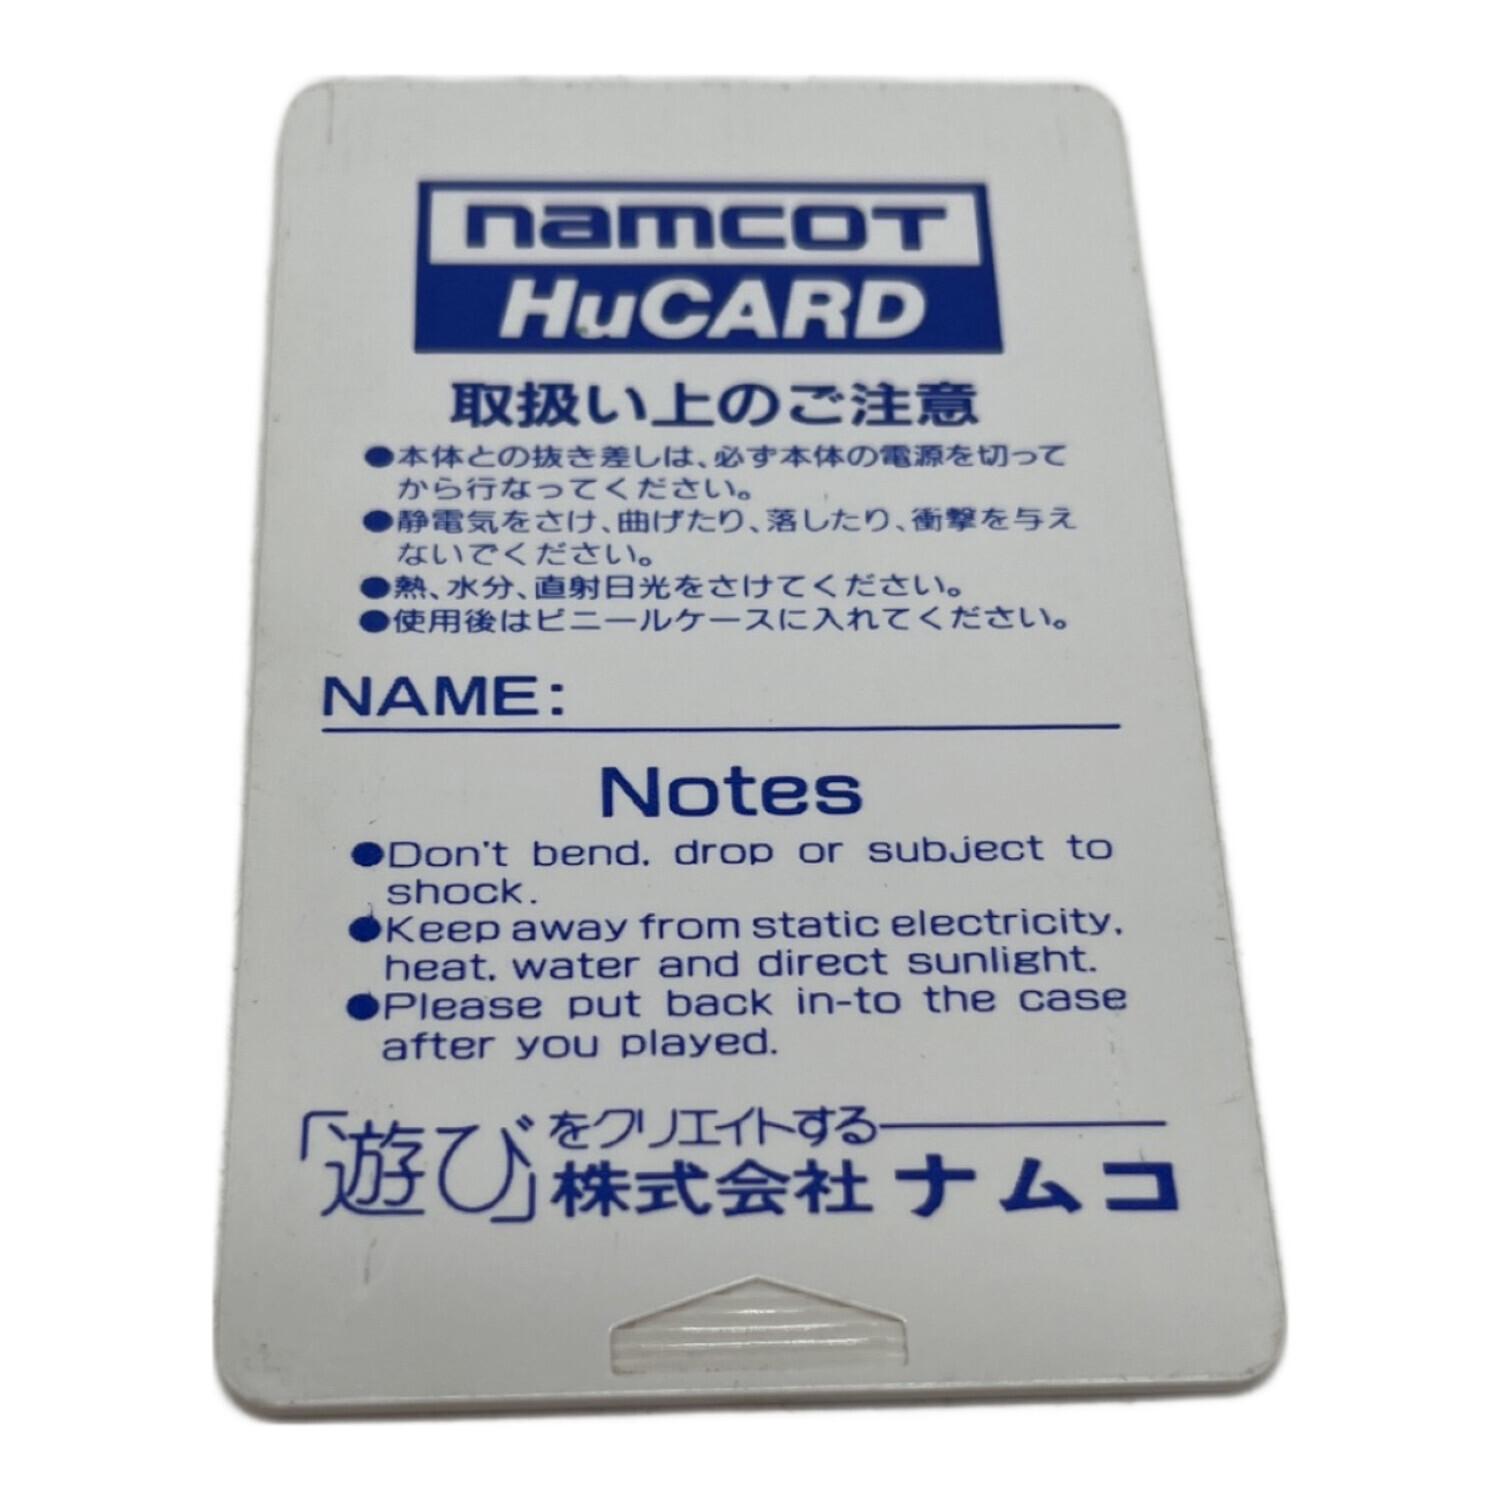 namcoT
HuCARD
取扱い上のご注意
●本体との抜き差しは、必ず本体の電源を切って
から行なってください。
●静電気をさけ、曲げたり、落したり、衝撃を与え
ないでください。
●熱、水分、直射日光をさけてください。
●使用後はビニールケースに入れてください。
NAME:
Notes
●Don't bend, drop or subject to
shock.
●Keep away from static electricity,
heat, water and direct sunlight.
●Please put back in-to the case
after you played.
「遊び」をクリエイトする
株式会社ナムコ